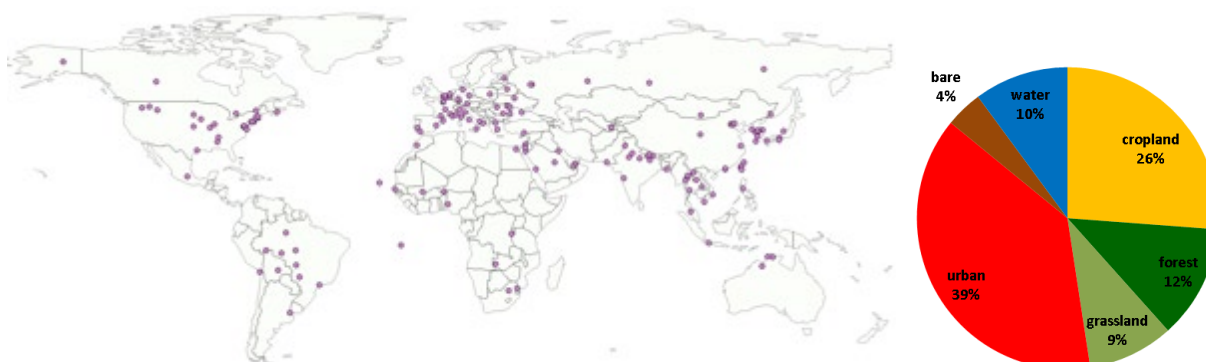 bare
4%
water
10%
cropland
26%
forest
12%
grassland
9%
urban
39%